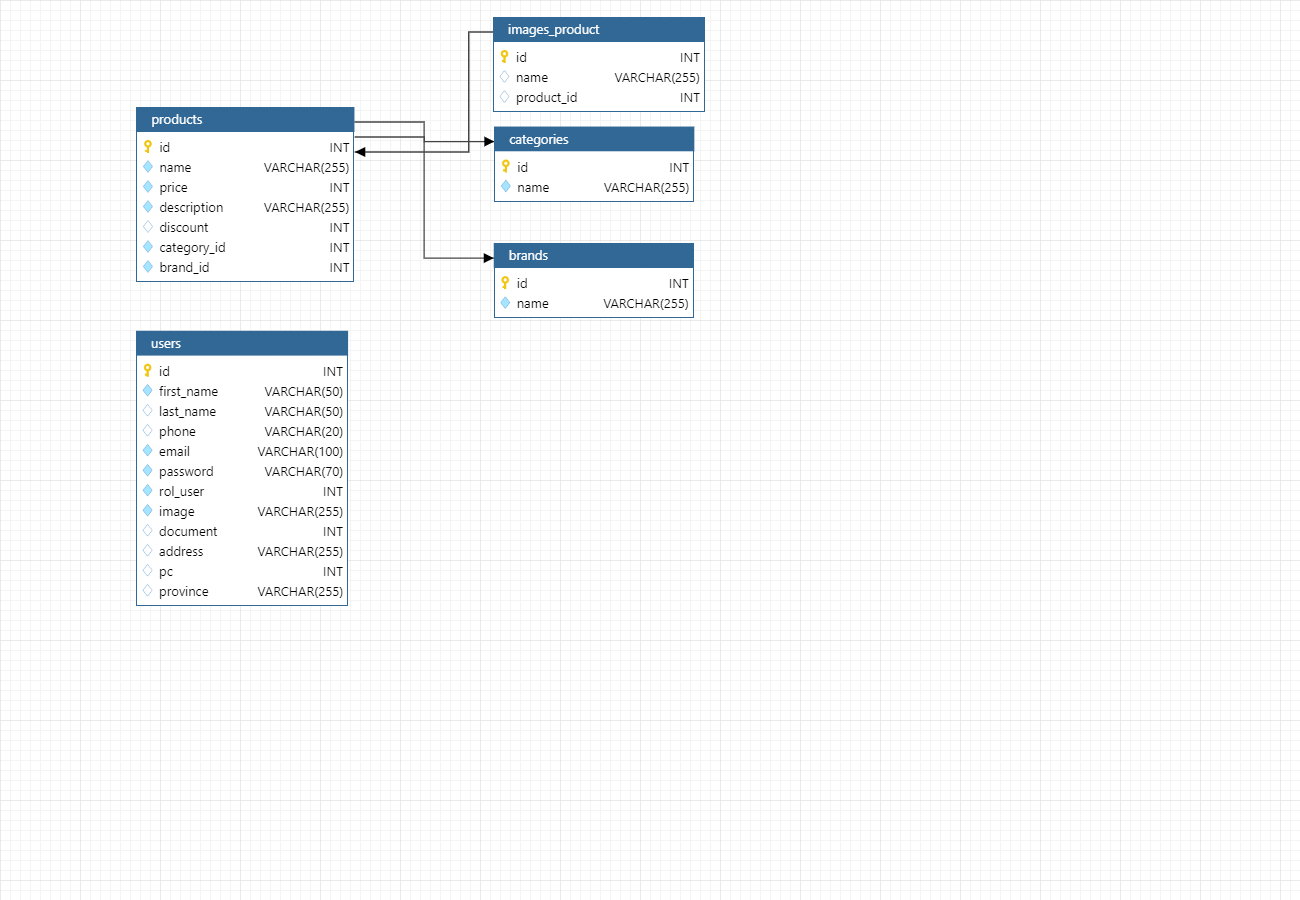 images_product
id INT
name VARCHAR(255)
product_id INT
products
id INT
name VARCHAR(255)
price INT
description VARCHAR(255)
discount INT
category_id INT
brand_id INT
categories
id INT
name VARCHAR(255)
brands
id INT
name VARCHAR(255)
users
id INT
first_name VARCHAR(50)
last_name VARCHAR(50)
phone VARCHAR(20)
email VARCHAR(100)
password VARCHAR(70)
rol_user INT
image VARCHAR(255)
document INT
address VARCHAR(255)
pc INT
province VARCHAR(255)